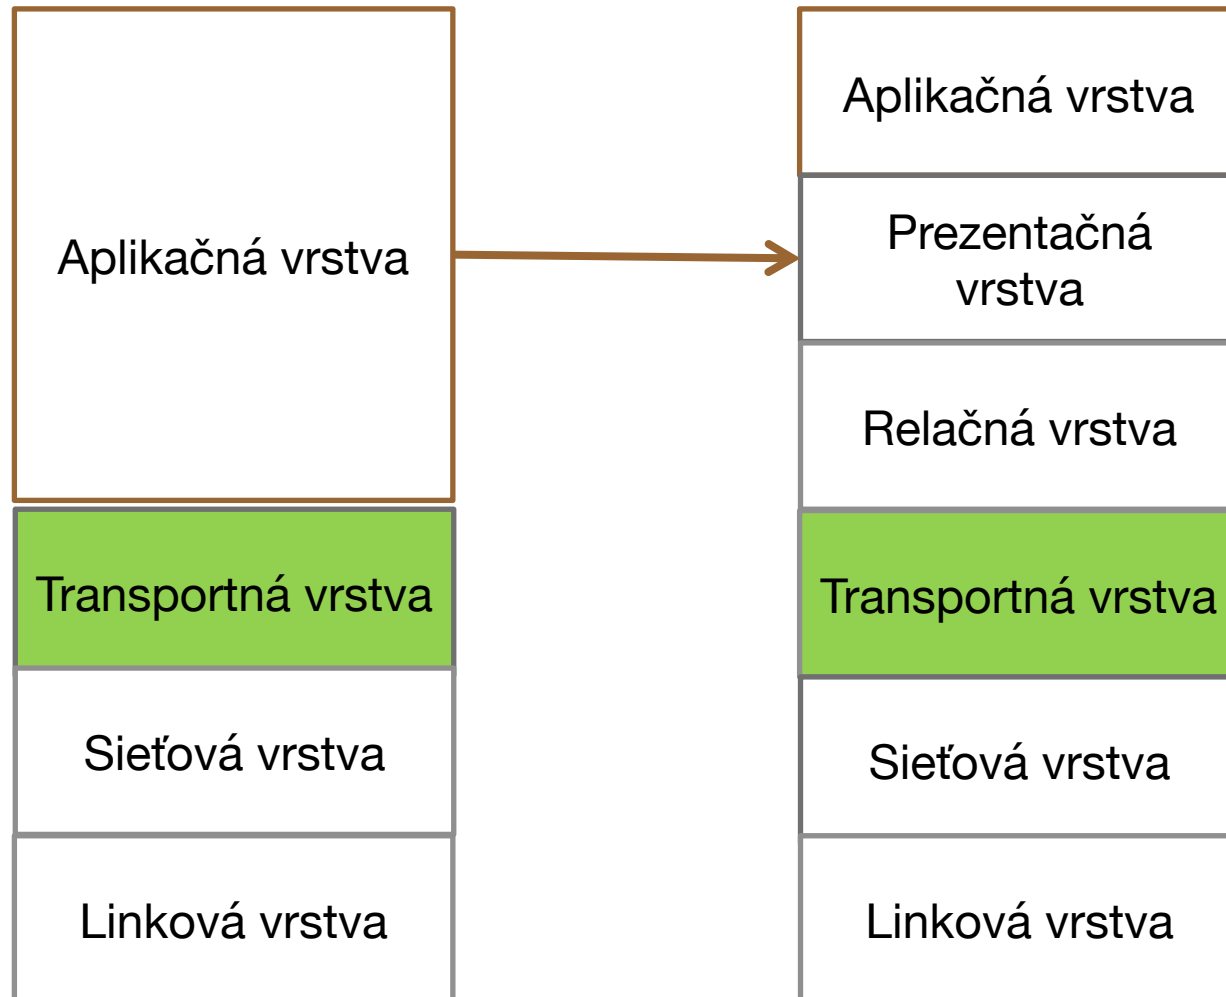 Aplikačná vrstva
Transportná vrstva
Sieťová vrstva
Linková vrstva
Aplikačná vrstva
Prezentačná
vrstva
Relačná vrstva
Transportná vrstva
Sieťová vrstva
Linková vrstva